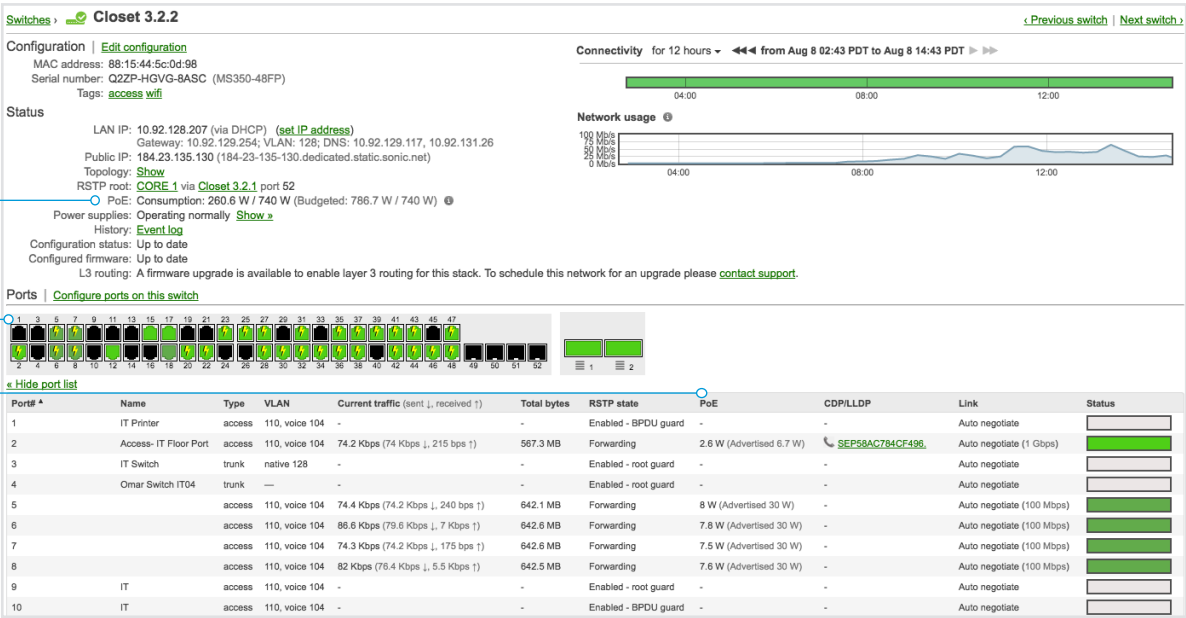 Switches › Closet 3.2.2 ‹ Previous switch | Next switch ›
Configuration | Edit configuration
MAC address: 88:15:44:5c:0d:98
Serial number: Q2ZP-HGVG-8ASC (MS350-48FP)
Tags: access wifi
Status
LAN IP: 10.92.128.207 (via DHCP) (set IP address)
Gateway: 10.92.129.254; VLAN: 128; DNS: 10.92.129.117, 10.92.131.26
Public IP: 184.23.135.130 (184-23-135-130.dedicated.static.sonic.net)
Topology: Show
RSTP root: CORE 1 via Closet 3.2.1 port 52
PoE: Consumption: 260.6 W / 740 W (Budgeted: 786.7 W / 740 W)
Power supplies: Operating normally Show »
History: Event log
Configuration status: Up to date
Configured firmware: Up to date
L3 routing: A firmware upgrade is available to enable layer 3 routing for this stack. To schedule this network for an upgrade please contact support.
Connectivity for 12 hours from Aug 8 02:43 PDT to Aug 8 14:43 PDT
04:00 08:00 12:00
Network usage
100 Mb/s
75 Mb/s
50 Mb/s
25 Mb/s
0 Mb/s
04:00 08:00 12:00
Ports | Configure ports on this switch
1 3 5 7 9 11 13 15 17 19 21 23 25 27 29 31 33 35 37 39 41 43 45 47
2 4 6 8 10 12 14 16 18 20 22 24 26 28 30 32 34 36 38 40 42 44 46 48 49 50 51 52
1 2
« Hide port list
Port# Name Type VLAN Current traffic (sent ↓, received ↑) Total bytes RSTP state PoE CDP/LLDP Link Status
1 IT Printer access 110, voice 104 - - Enabled - BPDU guard - - Auto negotiate
2 Access- IT Floor Port access 110, voice 104 74.2 Kbps (74 Kbps ↓, 215 bps ↑) 567.3 MB Forwarding 2.6 W (Advertised 6.7 W) SEP58AC784CF496. Auto negotiate (1 Gbps)
3 IT Switch trunk native 128 - - Enabled - root guard - - Auto negotiate
4 Omar Switch IT04 trunk — - - Enabled - root guard - - Auto negotiate
5 access 110, voice 104 74.4 Kbps (74.2 Kbps ↓, 240 bps ↑) 642.1 MB Forwarding 8 W (Advertised 30 W) - Auto negotiate (100 Mbps)
6 access 110, voice 104 86.6 Kbps (79.6 Kbps ↓, 7 Kbps ↑) 642.6 MB Forwarding 7.8 W (Advertised 30 W) - Auto negotiate (100 Mbps)
7 access 110, voice 104 74.3 Kbps (74.2 Kbps ↓, 175 bps ↑) 642.6 MB Forwarding 7.5 W (Advertised 30 W) - Auto negotiate (100 Mbps)
8 access 110, voice 104 82 Kbps (76.4 Kbps ↓, 5.5 Kbps ↑) 642.5 MB Forwarding 7.6 W (Advertised 30 W) - Auto negotiate (100 Mbps)
9 IT access 110, voice 104 - - Enabled - root guard - - Auto negotiate
10 IT access 110, voice 104 - - Enabled - BPDU guard - - Auto negotiate